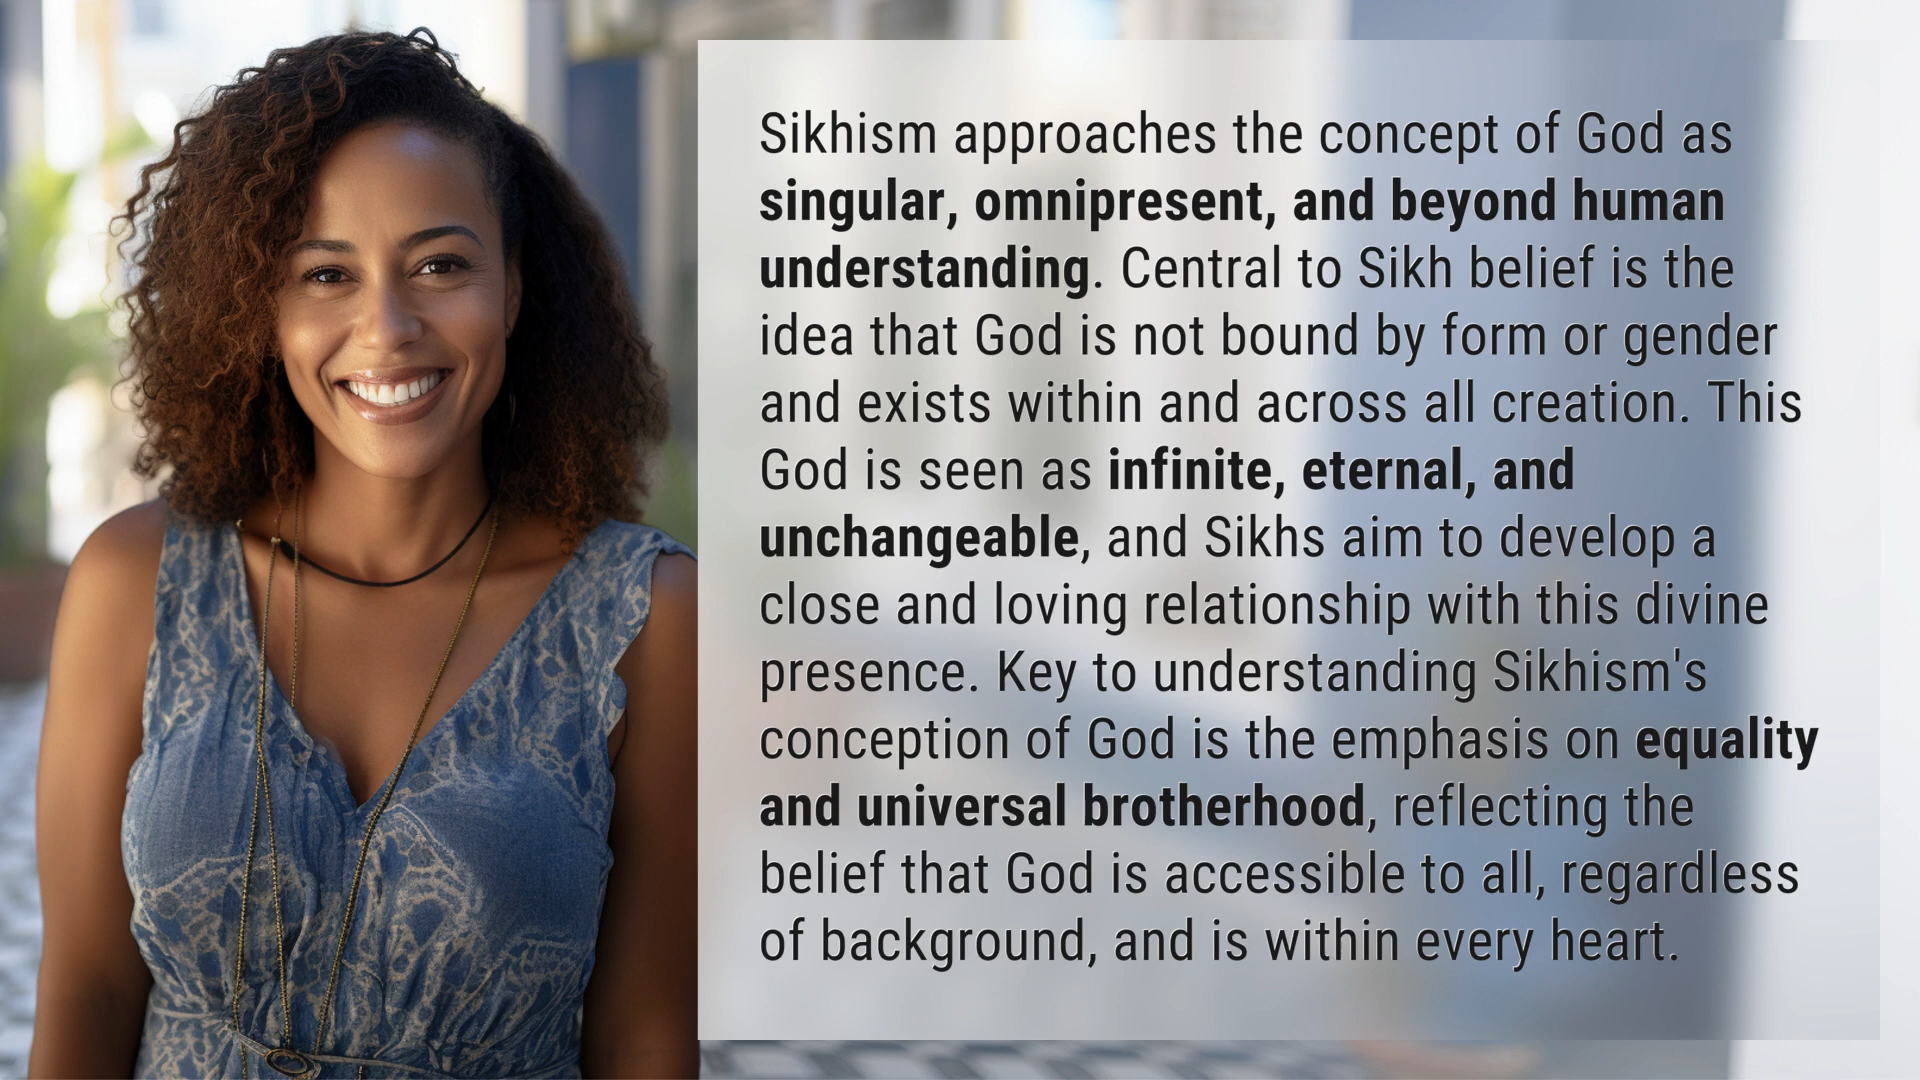 Sikhism approaches the concept of God as
singular, omnipresent, and beyond human
understanding. Central to Sikh belief is the
idea that God is not bound by form or gender
and exists within and across all creation. This
God is seen as infinite, eternal, and
unchangeable, and Sikhs aim to develop a
close and loving relationship with this divine
presence. Key to understanding Sikhism's
conception of God is the emphasis on equality
and universal brotherhood, reflecting the
belief that God is accessible to all, regardless
of background, and is within every heart.